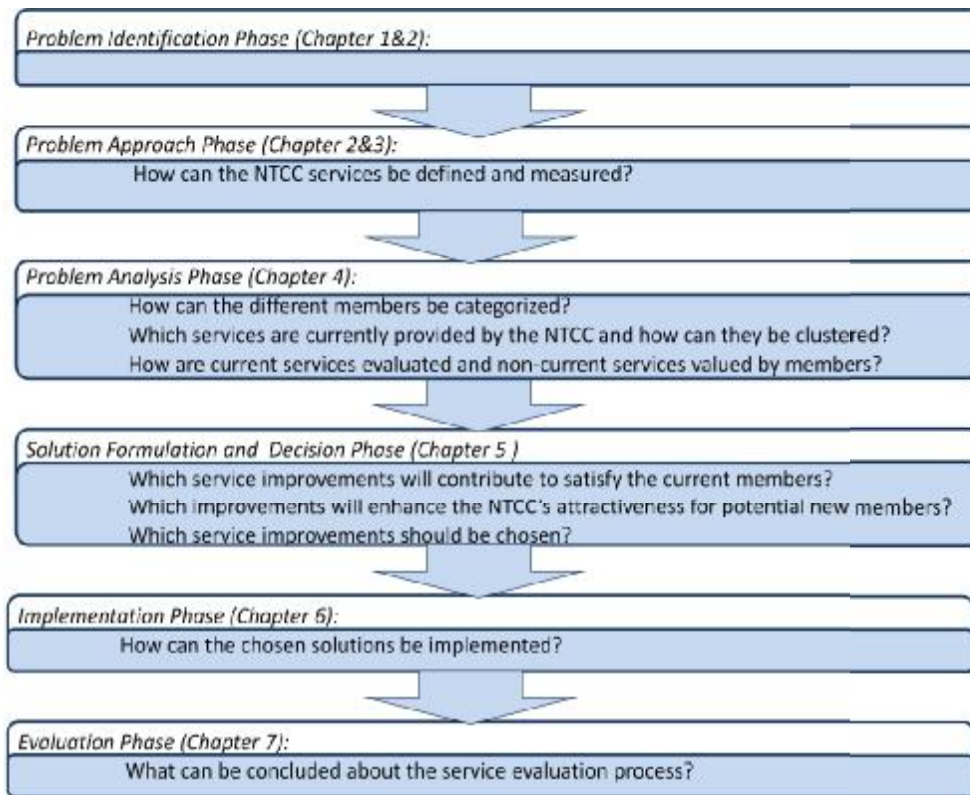 Problem Identification Phase (Chapter 1&2):
Problem Approach Phase (Chapter 2&3):
How can the NTCC services be defined and measured?
Problem Analysis Phase (Chapter 4):
How can the different members be categorized?
Which services are currently provided by the NTCC and how can they be clustered?
How are current services evaluated and non-current services valued by members?
Solution Formulation and Decision Phase (Chapter 5 )
Which service improvements will contribute to satisfy the current members?
Which improvements will enhance the NTCC's attractiveness for potential new members?
Which service improvements should be chosen?
Implementation Phase (Chapter 6):
How can the chosen solutions be implemented?
Evaluation Phase (Chapter 7):
What can be concluded about the service evaluation process?